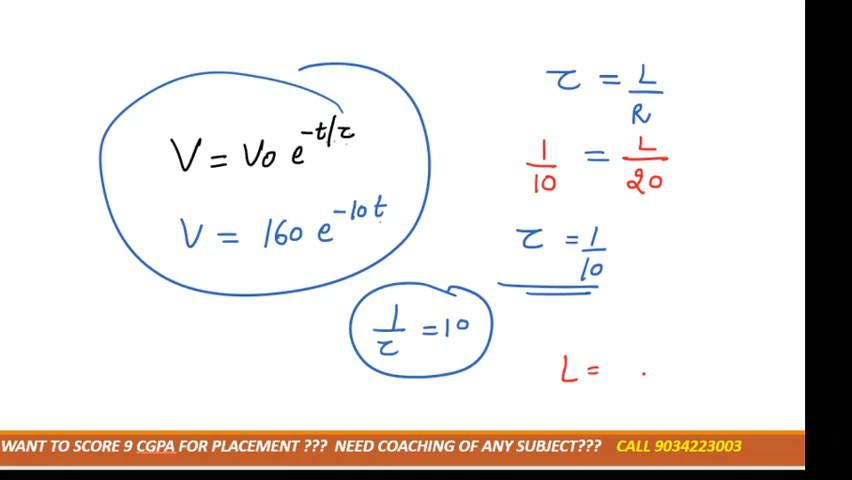 V = V0 e^{-t/τ}
V = 160 e^{-10t}
1/τ = 10
τ = L/R
1/10 = L/20
τ = 1/10
L =
WANT TO SCORE 9 CGPA FOR PLACEMENT ??? NEED COACHING OF ANY SUBJECT??? CALL 9034223003